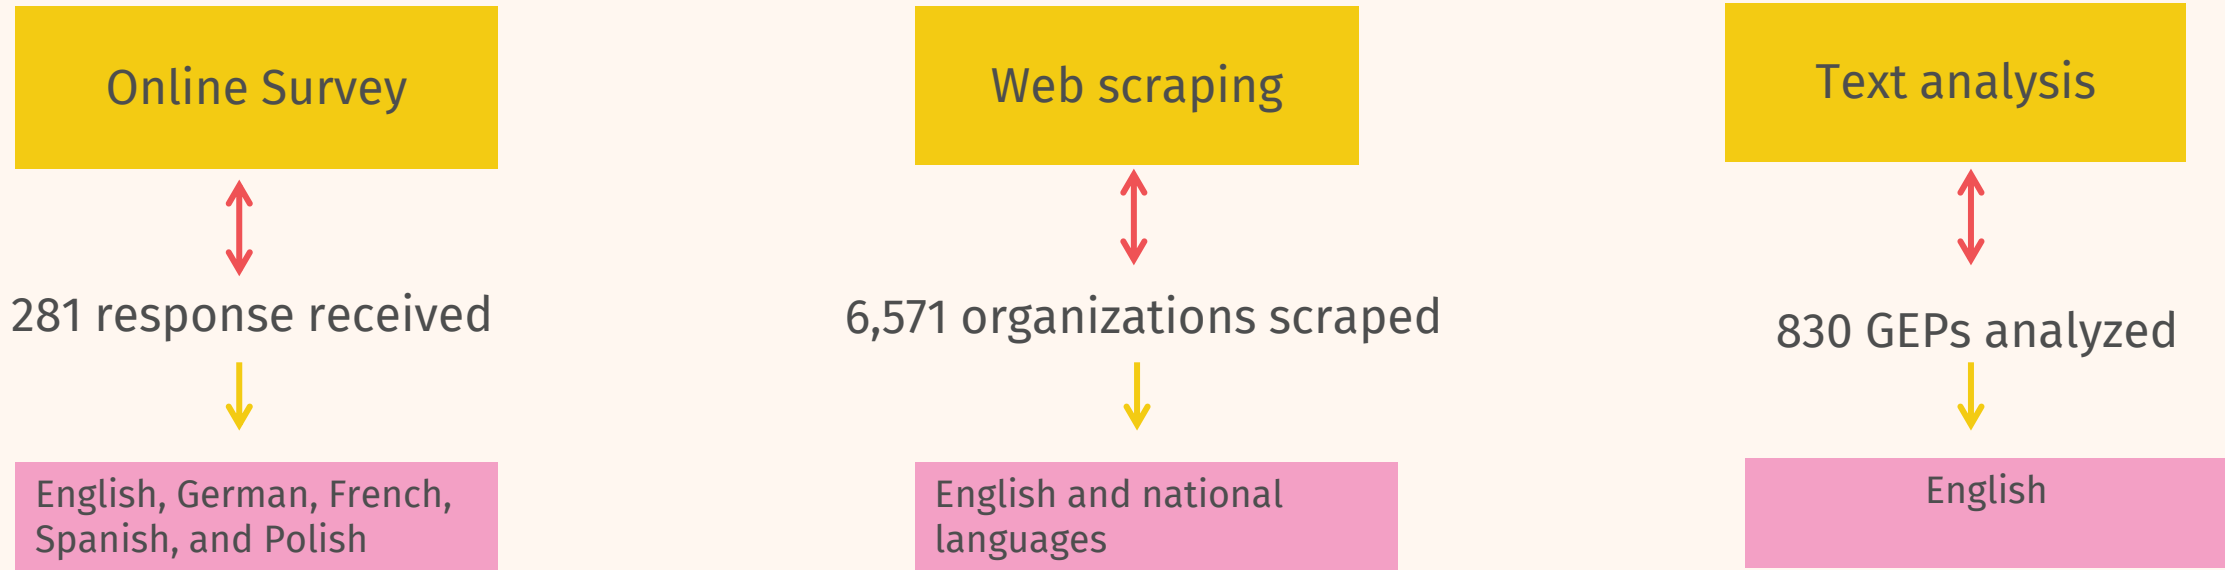 Online Survey
Web scraping
Text analysis
281 response received
6,571 organizations scraped
830 GEPs analyzed
English, German, French,
Spanish, and Polish
English and national
languages
English